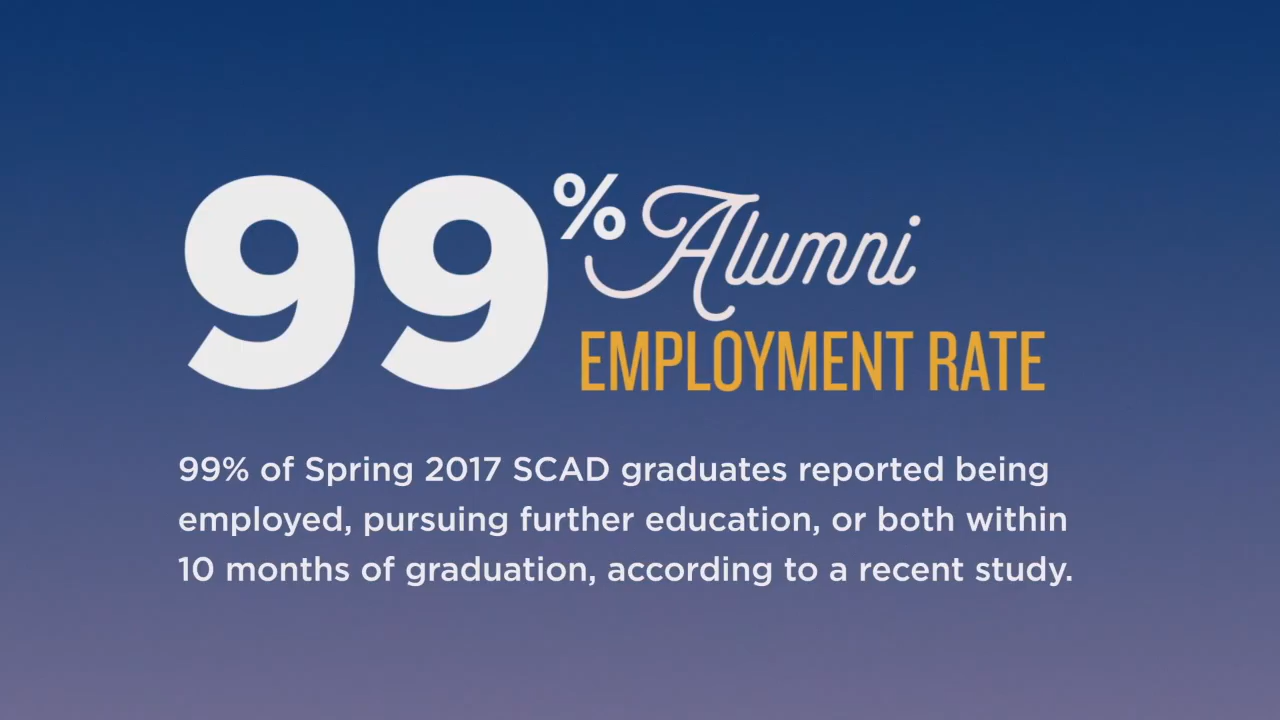 99% Alumni
EMPLOYMENT RATE
99% of Spring 2017 SCAD graduates reported being
employed, pursuing further education, or both within
10 months of graduation, according to a recent study.